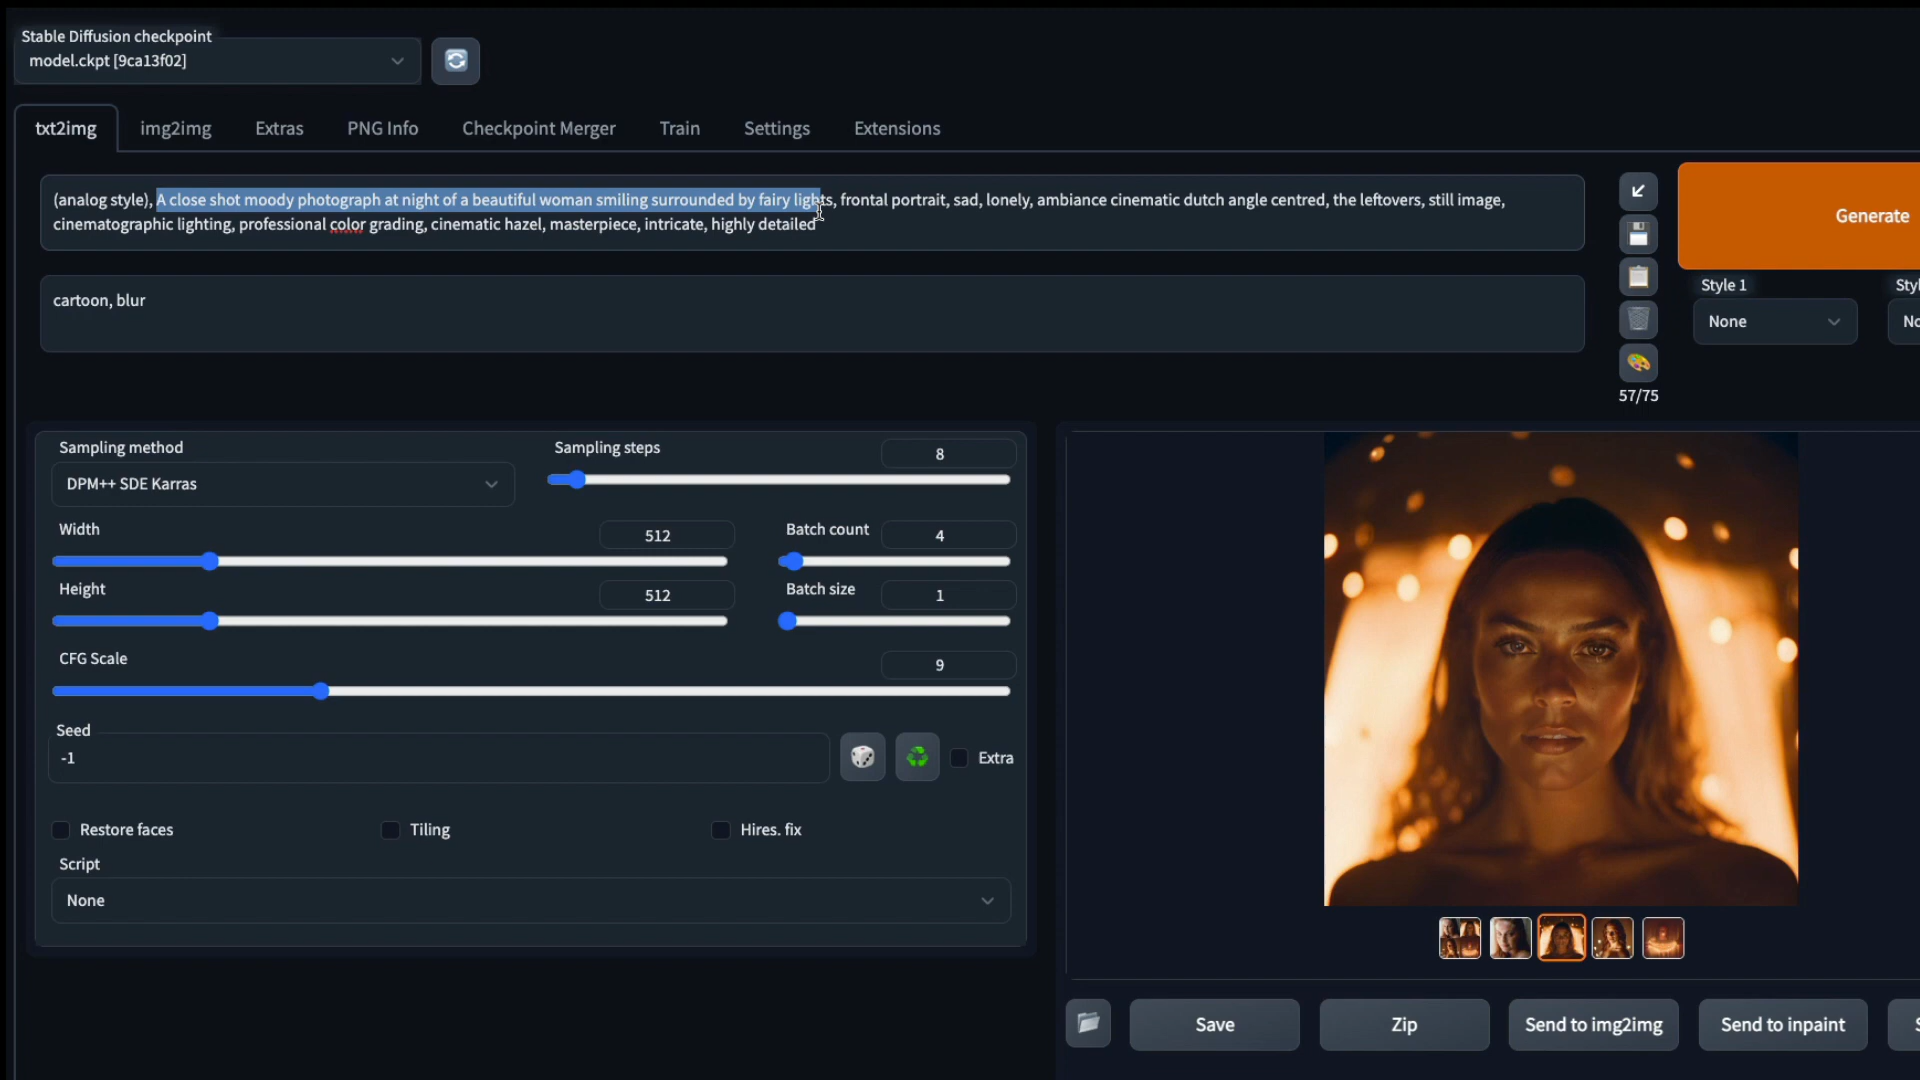 Stable Diffusion checkpoint
model.ckpt [9ca13f02]
txt2img
img2img
Extras
PNG Info
Checkpoint Merger
Train
Settings
Extensions
(analog style), A close shot moody photograph at night of a beautiful woman smiling surrounded by fairy lights, frontal portrait, sad, lonely, ambiance cinematic dutch angle centred, the leftovers, still image,
cinematographic lighting, professional color grading, cinematic hazel, masterpiece, intricate, highly detailed
cartoon, blur
Generate
Style 1
None
57/75
Sampling method
DPM++ SDE Karras
Sampling steps
8
Width
512
Batch count
4
Height
512
Batch size
1
CFG Scale
9
Seed
-1
Extra
Restore faces
Tiling
Hires. fix
Script
None
Save
Zip
Send to img2img
Send to inpaint